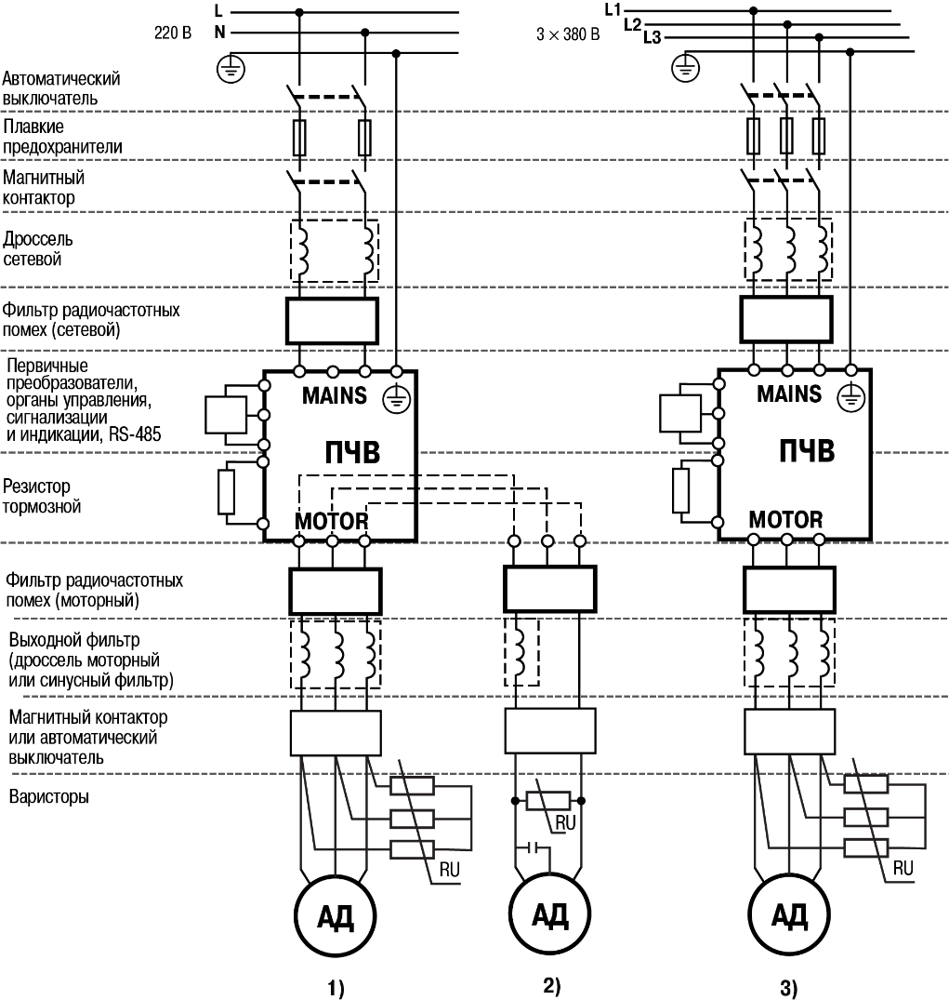 L
220 В N
L1
L2
3 × 380 В L3
Автоматический
выключатель
Плавкие
предохранители
Магнитный
контактор
Дроссель
сетевой
Фильтр радиочастотных
помех (сетевой)
Первичные
преобразователи,
органы управления,
сигнализации
и индикации, RS-485
MAINS
ПЧВ
MOTOR
MAINS
ПЧВ
MOTOR
Резистор
тормозной
Фильтр радиочастотных
помех (моторный)
Выходной фильтр
(дроссель моторный
или синусный фильтр)
Магнитный контактор
или автоматический
выключатель
Варисторы
RU
RU
RU
АД
АД
АД
1)
2)
3)